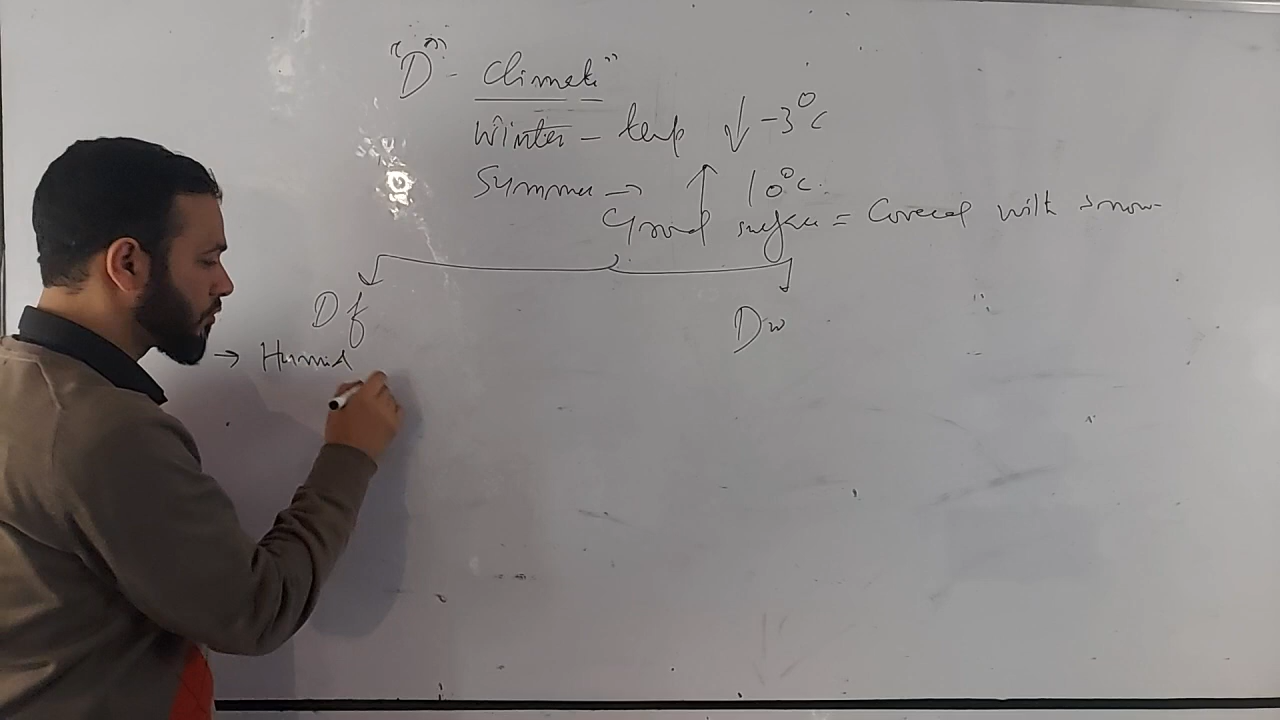 "D" - Climate"
Winter - temp ↓ -3°C
Summer → ↑ 10°C.
Ground surface = Covered with snow
Df
Dw
→ Humid